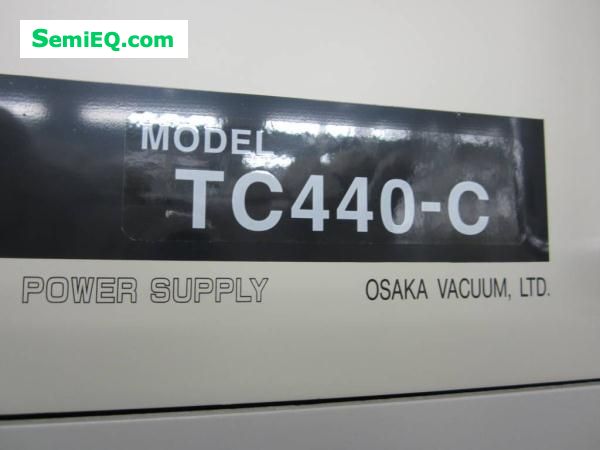 SemiEQ.com
MODEL
TC440-C
POWER SUPPLY
OSAKA VACUUM, LTD.